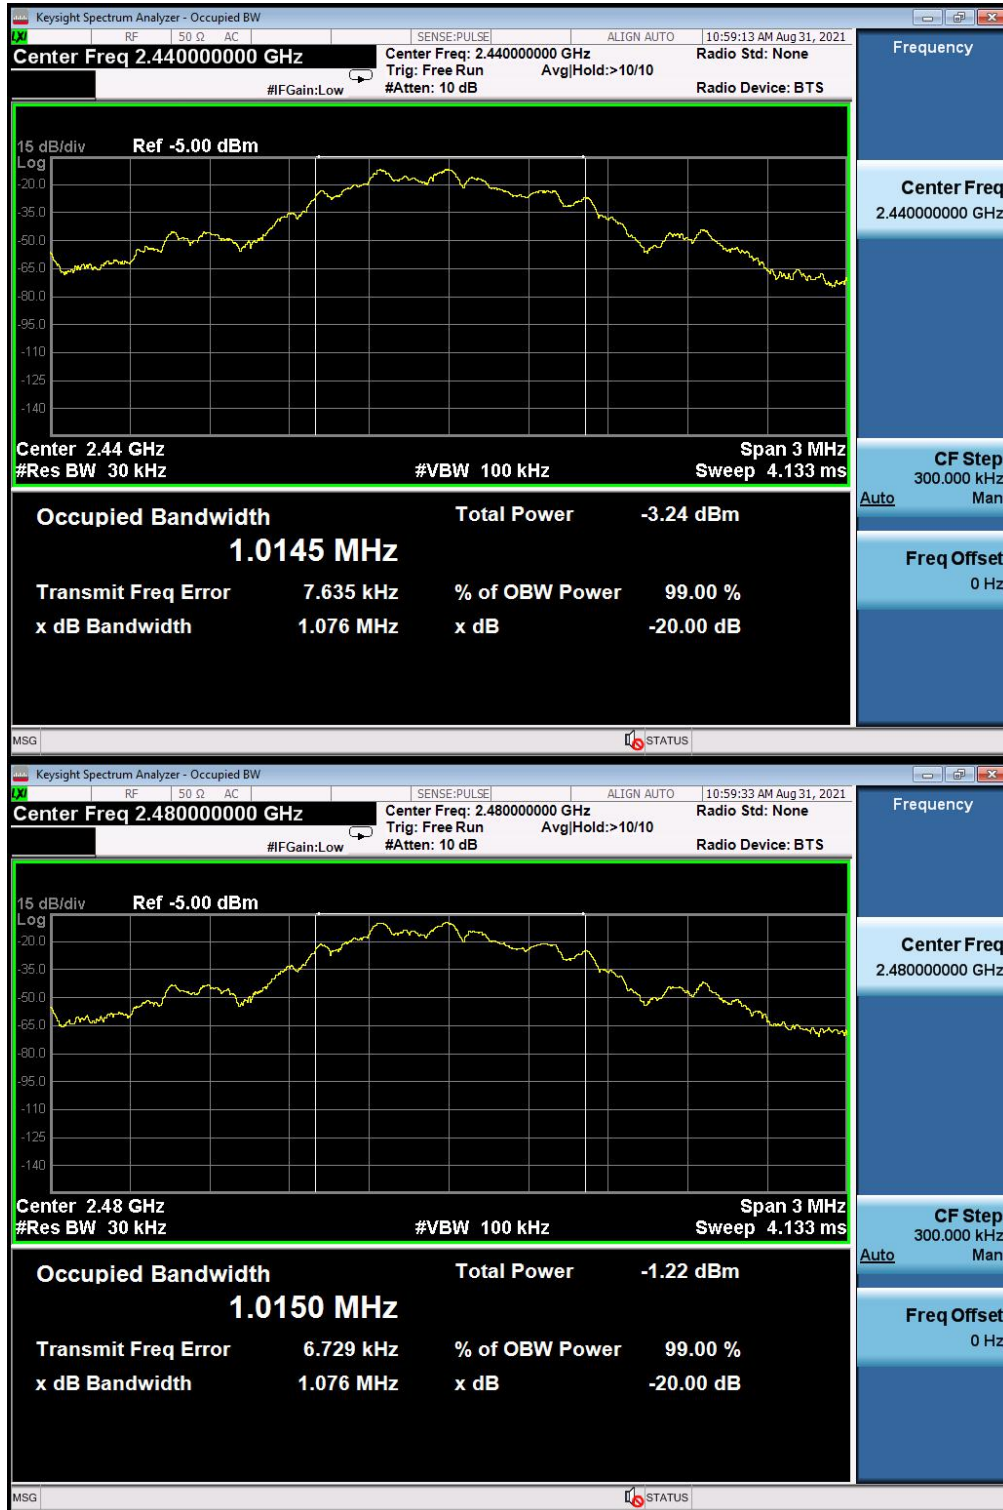 Keysight Spectrum Analyzer - Occupied BW
LXI RF 50 Ω AC SENSE:PULSE ALIGN AUTO 10:59:13 AM Aug 31, 2021
Center Freq 2.440000000 GHz Center Freq: 2.440000000 GHz Radio Std: None
Trig: Free Run Avg|Hold:>10/10
#IFGain:Low #Atten: 10 dB Radio Device: BTS
15 dB/div Ref -5.00 dBm
Log
-20.0
-35.0
-50.0
-65.0
-80.0
-95.0
-110
-125
-140
Center 2.44 GHz Span 3 MHz
#Res BW 30 kHz #VBW 100 kHz Sweep 4.133 ms
Occupied Bandwidth Total Power -3.24 dBm
1.0145 MHz
Transmit Freq Error 7.635 kHz % of OBW Power 99.00 %
x dB Bandwidth 1.076 MHz x dB -20.00 dB
MSG STATUS
Frequency
Center Freq
2.440000000 GHz
CF Step
300.000 kHz
Auto Man
Freq Offset
0 Hz
Keysight Spectrum Analyzer - Occupied BW
LXI RF 50 Ω AC SENSE:PULSE ALIGN AUTO 10:59:33 AM Aug 31, 2021
Center Freq 2.480000000 GHz Center Freq: 2.480000000 GHz Radio Std: None
Trig: Free Run Avg|Hold:>10/10
#IFGain:Low #Atten: 10 dB Radio Device: BTS
15 dB/div Ref -5.00 dBm
Log
-20.0
-35.0
-50.0
-65.0
-80.0
-95.0
-110
-125
-140
Center 2.48 GHz Span 3 MHz
#Res BW 30 kHz #VBW 100 kHz Sweep 4.133 ms
Occupied Bandwidth Total Power -1.22 dBm
1.0150 MHz
Transmit Freq Error 6.729 kHz % of OBW Power 99.00 %
x dB Bandwidth 1.076 MHz x dB -20.00 dB
MSG STATUS
Frequency
Center Freq
2.480000000 GHz
CF Step
300.000 kHz
Auto Man
Freq Offset
0 Hz